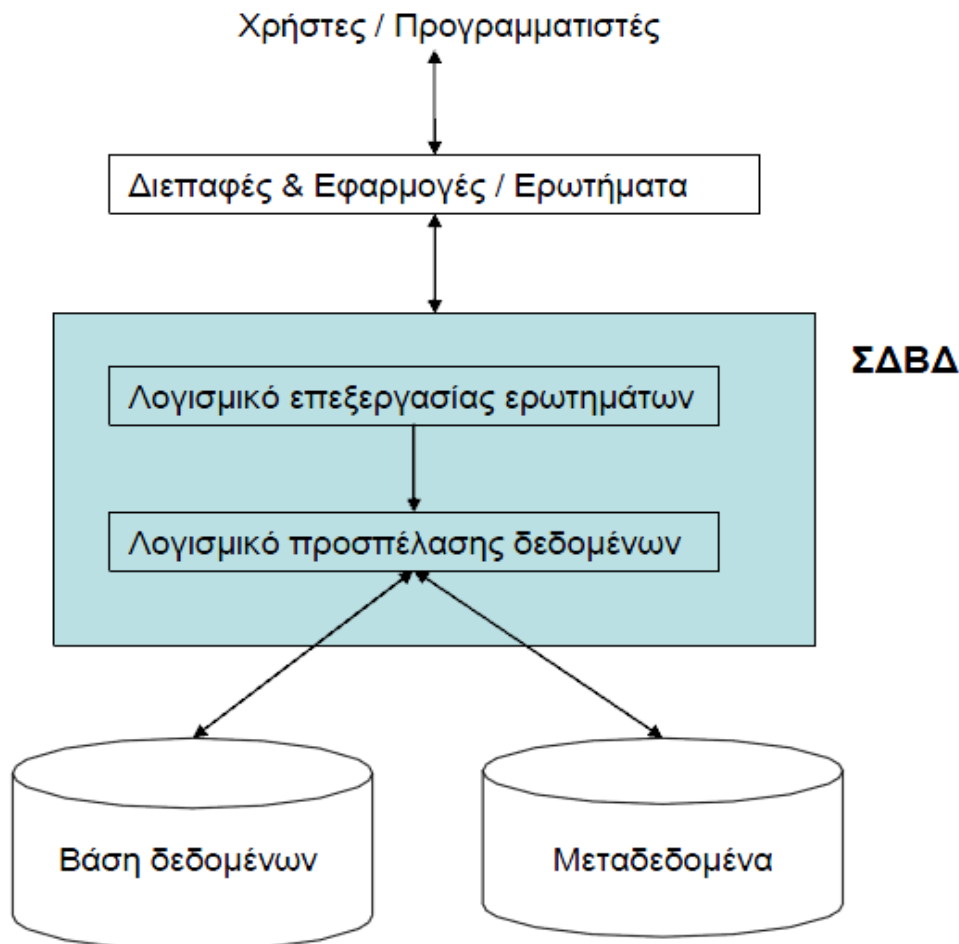 Χρήστες / Προγραμματιστές
Διεπαφές & Εφαρμογές / Ερωτήματα
ΣΔΒΔ
Λογισμικό επεξεργασίας ερωτημάτων
Λογισμικό προσπέλασης δεδομένων
Βάση δεδομένων
Μεταδεδομένα